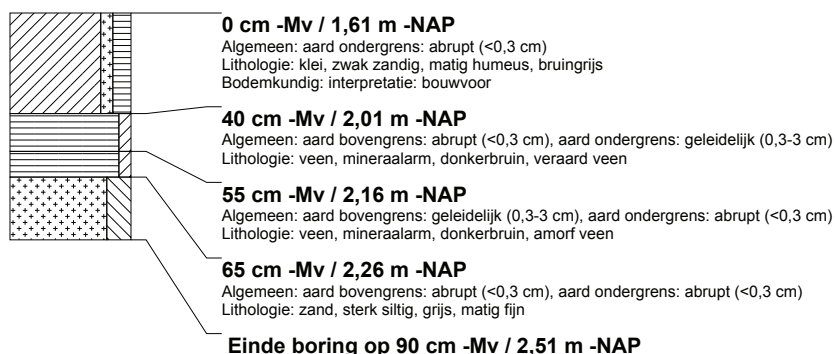 0 cm -Mv / 1,61 m -NAP
Algemeen: aard ondergrens: abrupt (<0,3 cm)
Lithologie: klei, zwak zandig, matig humeus, bruingrijs
Bodemkundig: interpretatie: bouwvoor
40 cm -Mv / 2,01 m -NAP
Algemeen: aard bovengrens: abrupt (<0,3 cm), aard ondergrens: geleidelijk (0,3-3 cm)
Lithologie: veen, mineraalarm, donkerbruin, veraard veen
55 cm -Mv / 2,16 m -NAP
Algemeen: aard bovengrens: geleidelijk (0,3-3 cm), aard ondergrens: abrupt (<0,3 cm)
Lithologie: veen, mineraalarm, donkerbruin, amorf veen
65 cm -Mv / 2,26 m -NAP
Algemeen: aard bovengrens: abrupt (<0,3 cm), aard ondergrens: abrupt (<0,3 cm)
Lithologie: zand, sterk siltig, grijs, matig fijn
Einde boring op 90 cm -Mv / 2,51 m -NAP